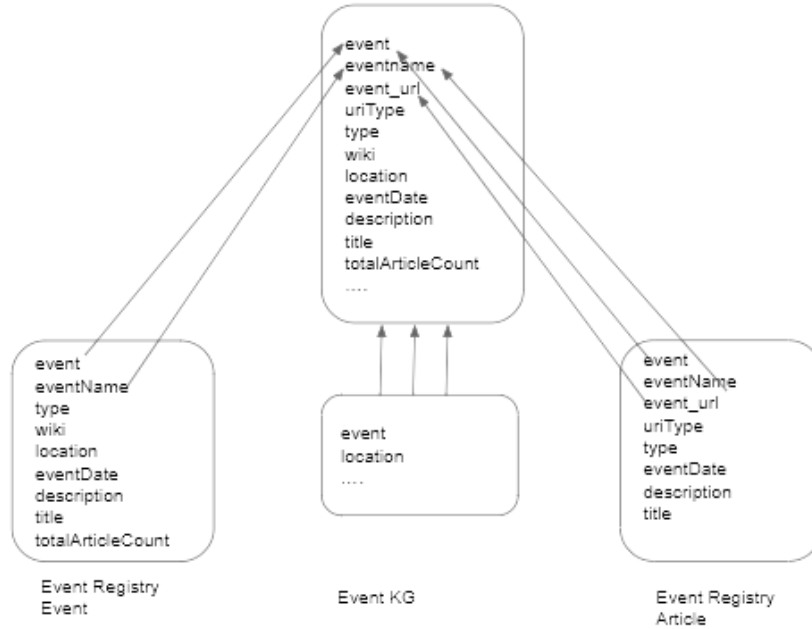 event
eventname
event_url
uriType
type
wiki
location
eventDate
description
title
totalArticleCount
....
event
eventName
type
wiki
location
eventDate
description
title
totalArticleCount
Event Registry
Event
event
location
....
Event KG
event
eventName
event_url
uriType
type
eventDate
description
title
Event Registry
Article